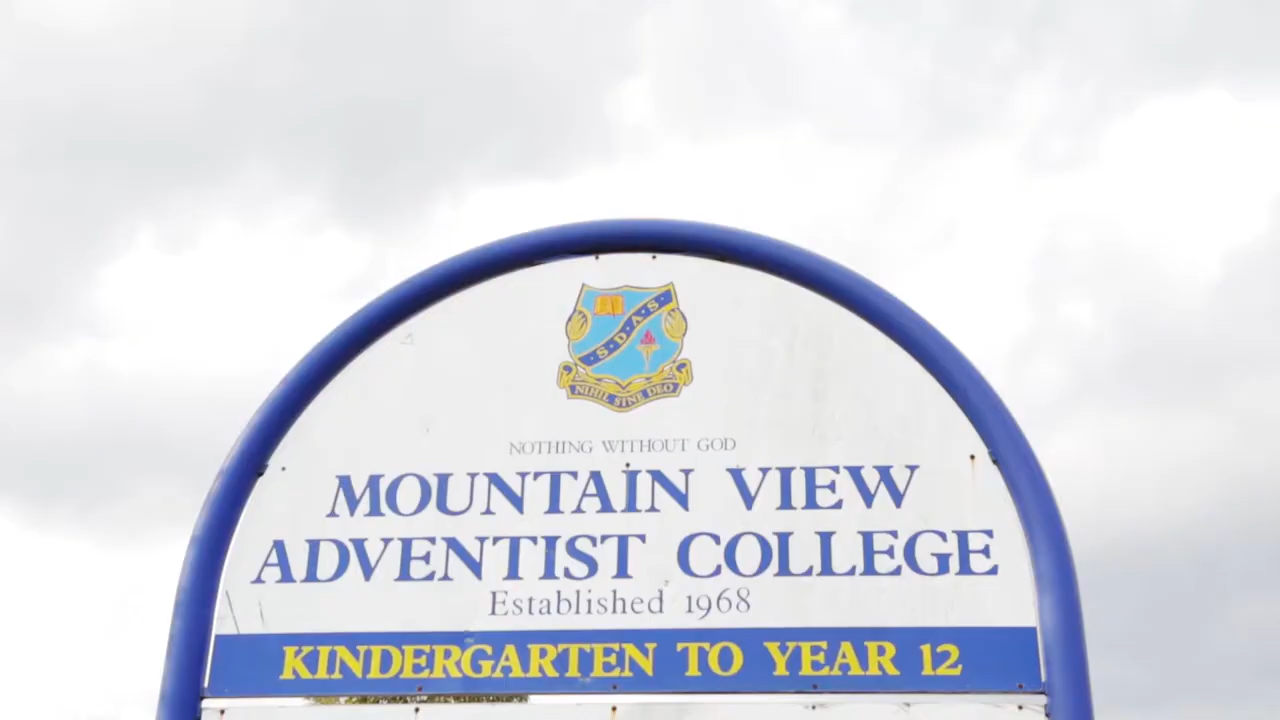 S·D·A·S
NIHIL SINE DEO
NOTHING WITHOUT GOD
MOUNTAIN VIEW
ADVENTIST COLLEGE
Established 1968
KINDERGARTEN TO YEAR 12